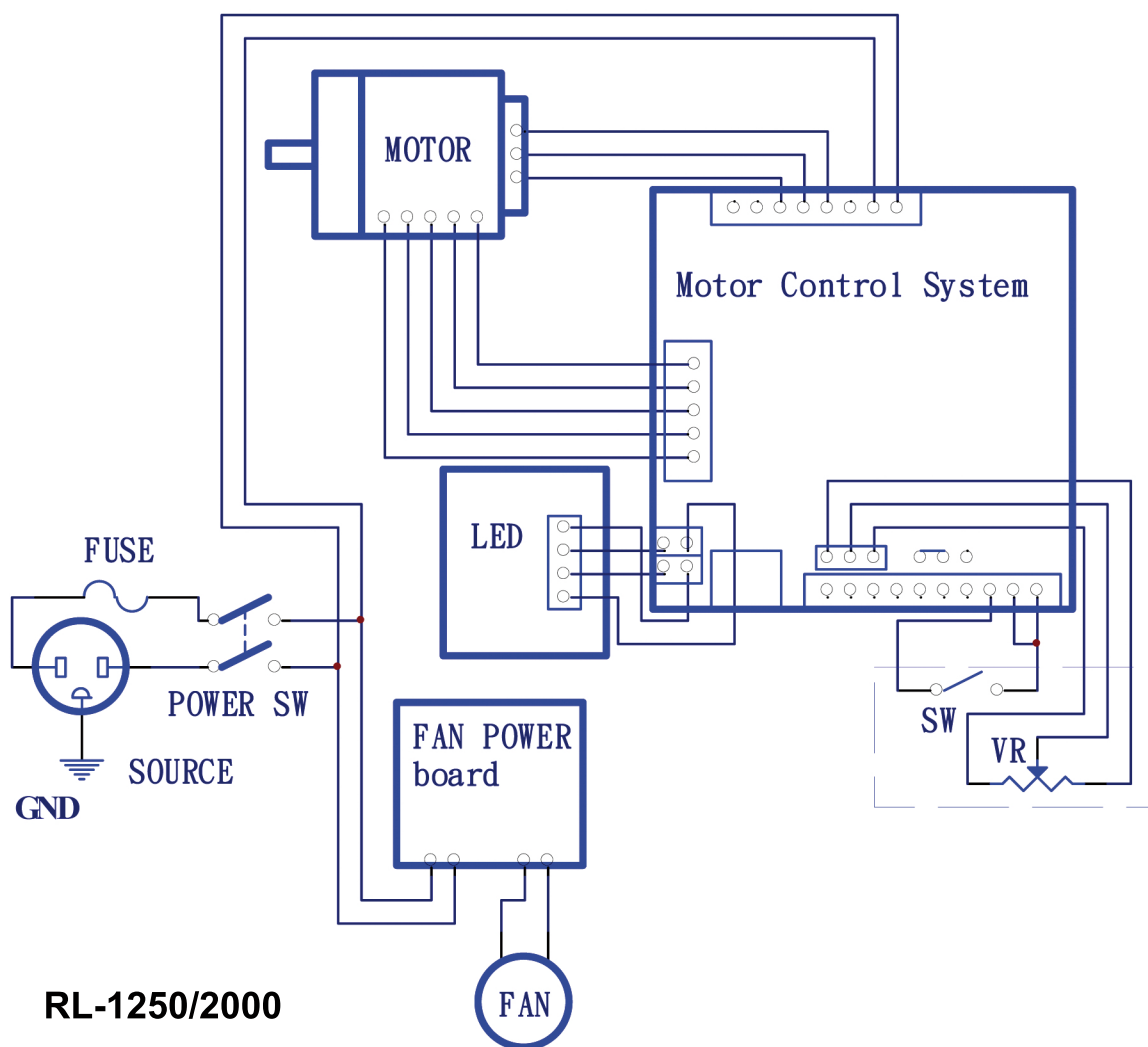 MOTOR
Motor Control System
LED
FUSE
POWER SW
SOURCE
GND
FAN POWER
board
SW
VR
FAN
RL-1250/2000